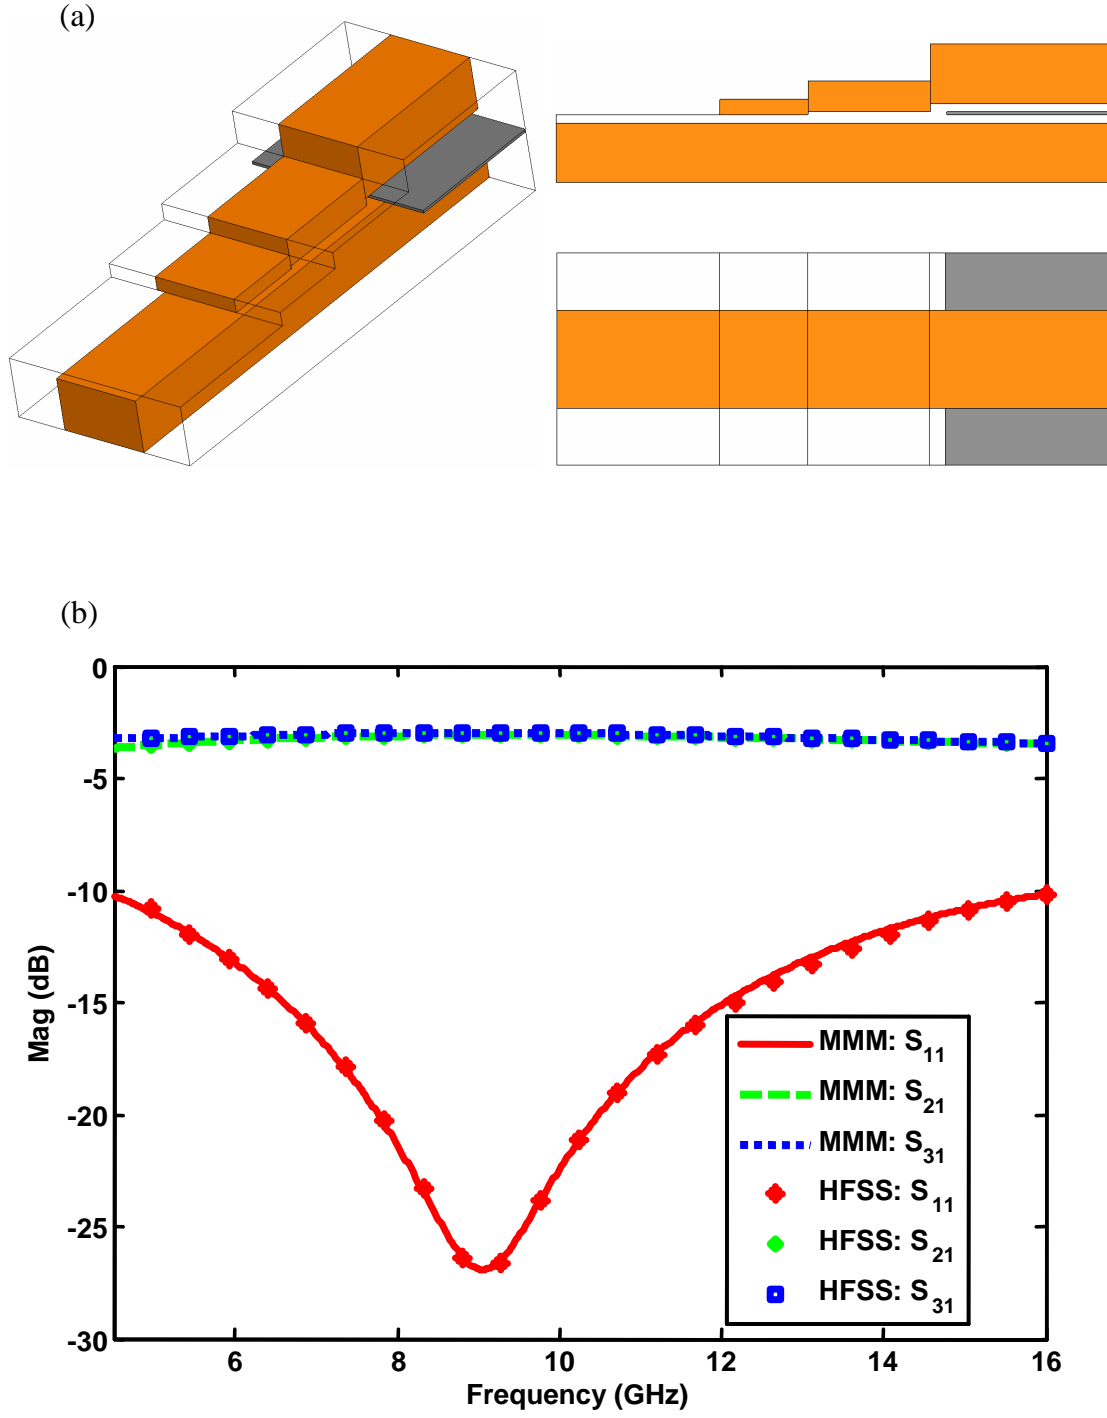 (a)
(b)
0
-5
-10
-15
-20
-25
-30
Mag (dB)
6
8
10
12
14
16
Frequency (GHz)
MMM: S11
MMM: S21
MMM: S31
HFSS: S11
HFSS: S21
HFSS: S31